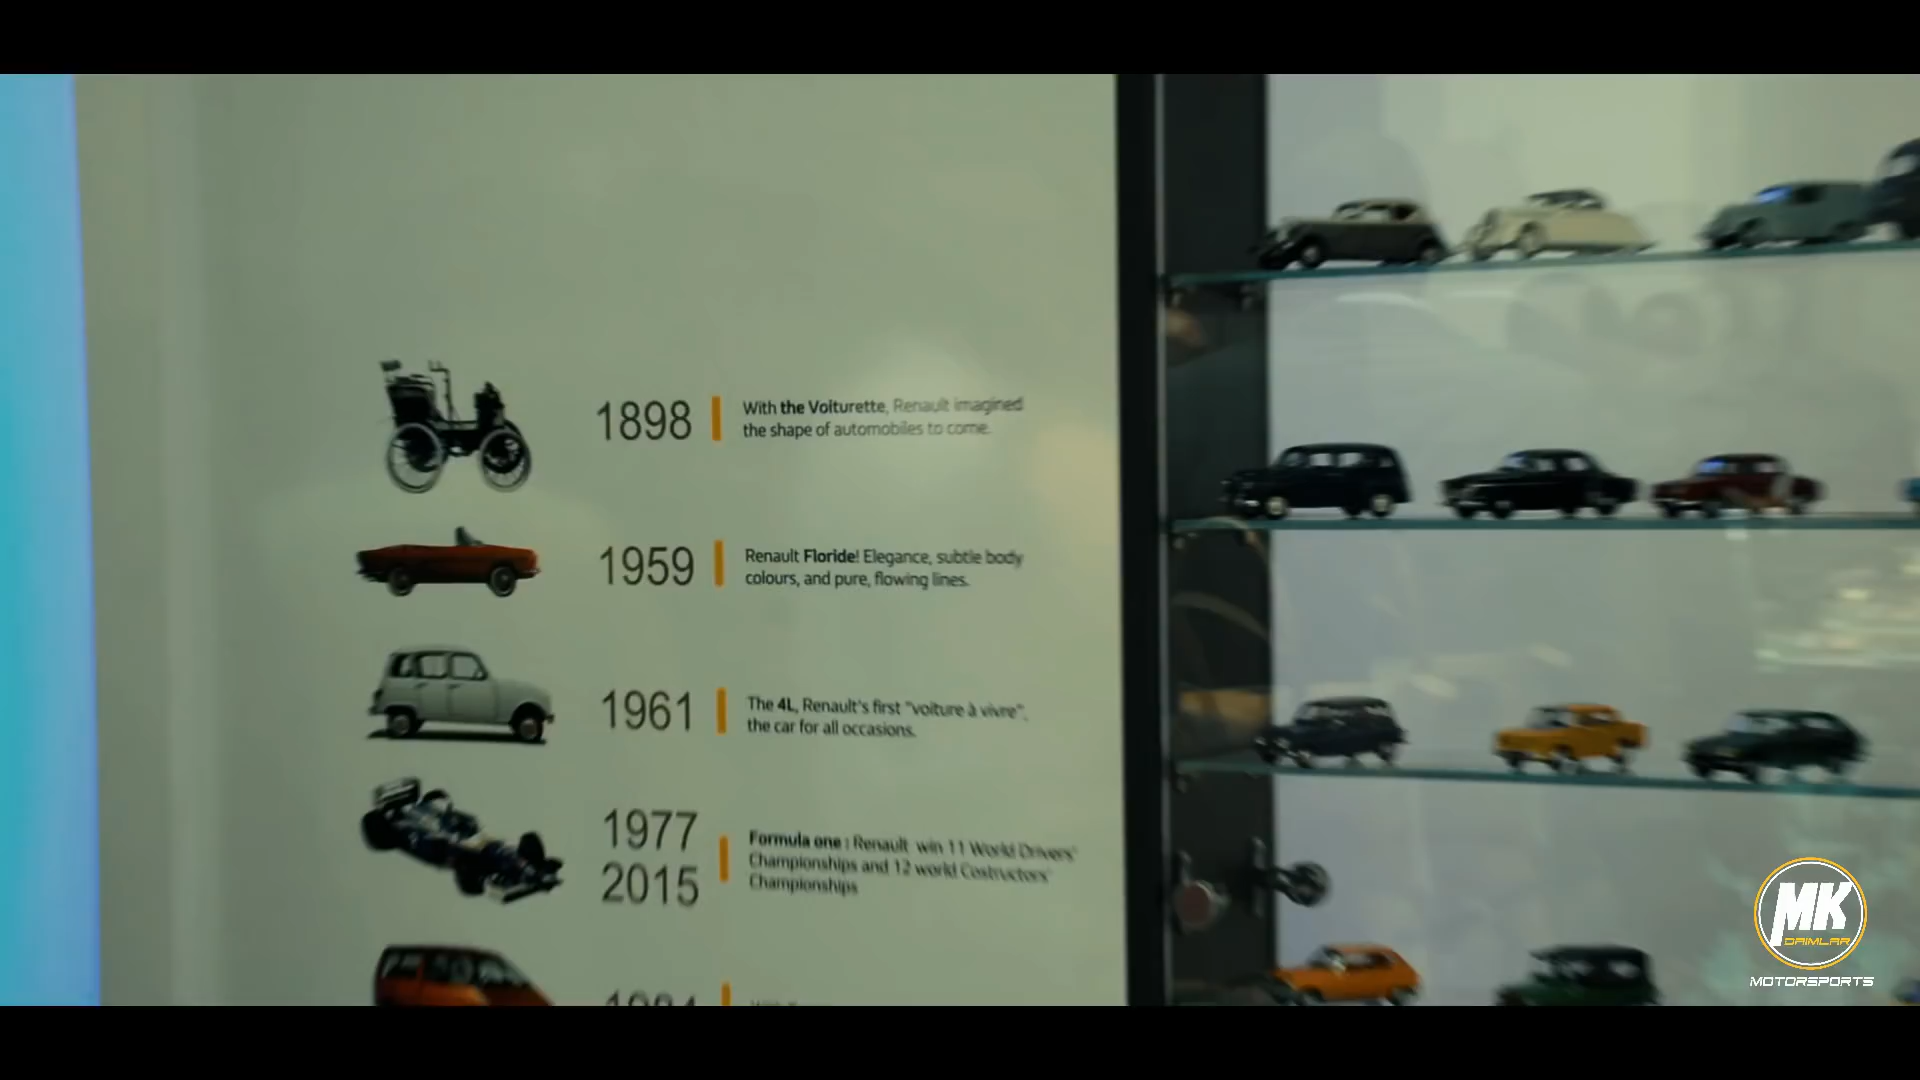 1898
With the Voiturette, Renault imagined
the shape of automobiles to come.
1959
Renault Floride! Elegance, subtle body
colours, and pure, flowing lines.
1961
The 4L, Renault's first "voiture à vivre",
the car for all occasions.
1977
2015
Formula one : Renault win 11 World Drivers'
Championships and 12 world Costructors'
Championships
MK
DAIMLAR
MOTORSPORTS